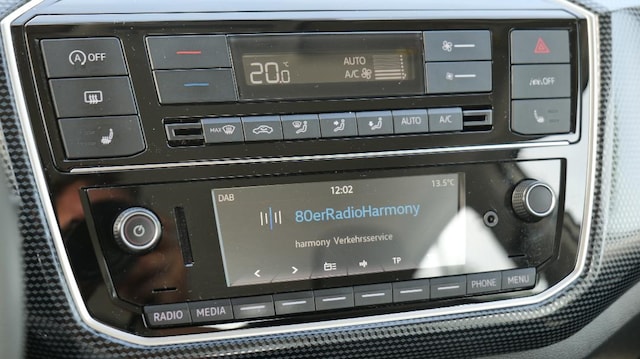 OFF
20.0 °C AUTO
A/C
OFF
MAX
AUTO
A/C
DAB 12:02 13.5°C
80erRadioHarmony
harmony Verkehrsservice
TP
RADIO MEDIA PHONE MENU